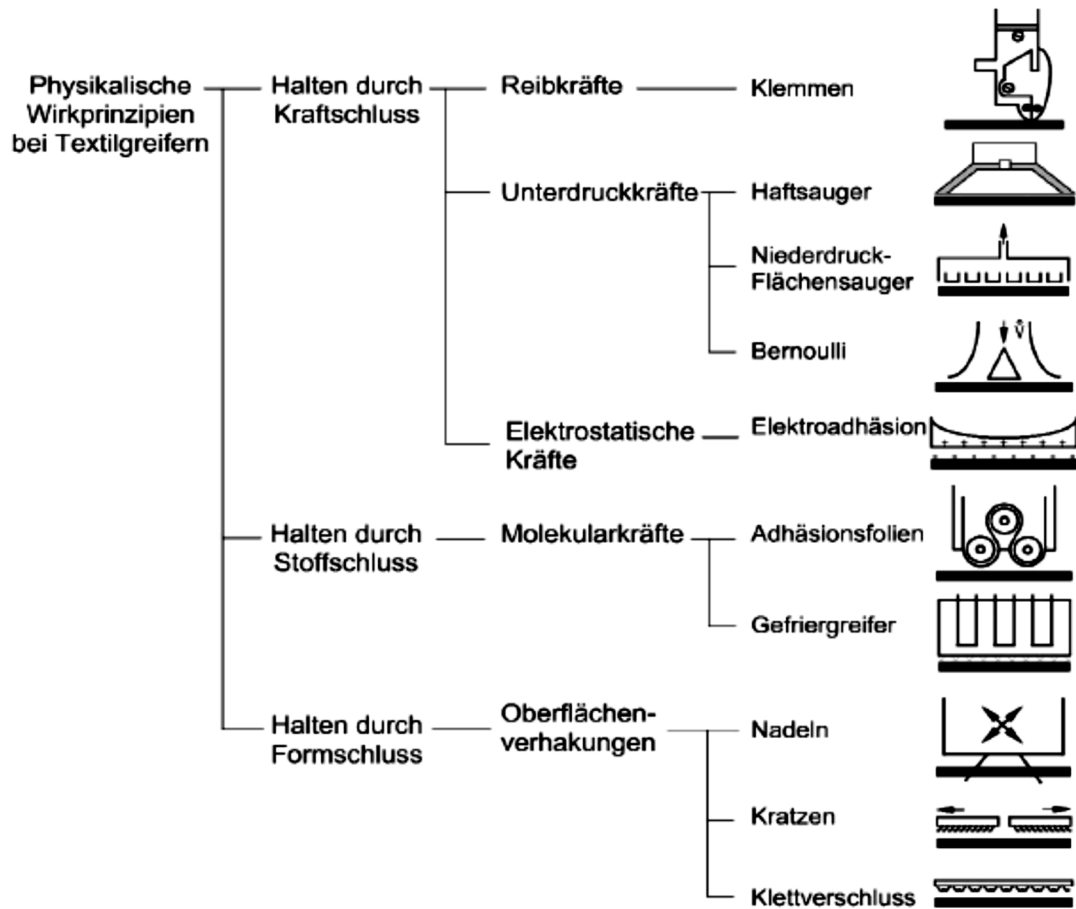 Physikalische
Wirkprinzipien
bei Textilgreifern
Halten durch
Kraftschluss
Reibkräfte
Klemmen
Unterdruckkräfte
Haftsauger
Niederdruck-
Flächensauger
Bernoulli
V̇
Elektrostatische
Kräfte
Elektroadhäsion
Halten durch
Stoffschluss
Molekularkräfte
Adhäsionsfolien
Gefriergreifer
Halten durch
Formschluss
Oberflächen-
verhakungen
Nadeln
Kratzen
Klettverschluss